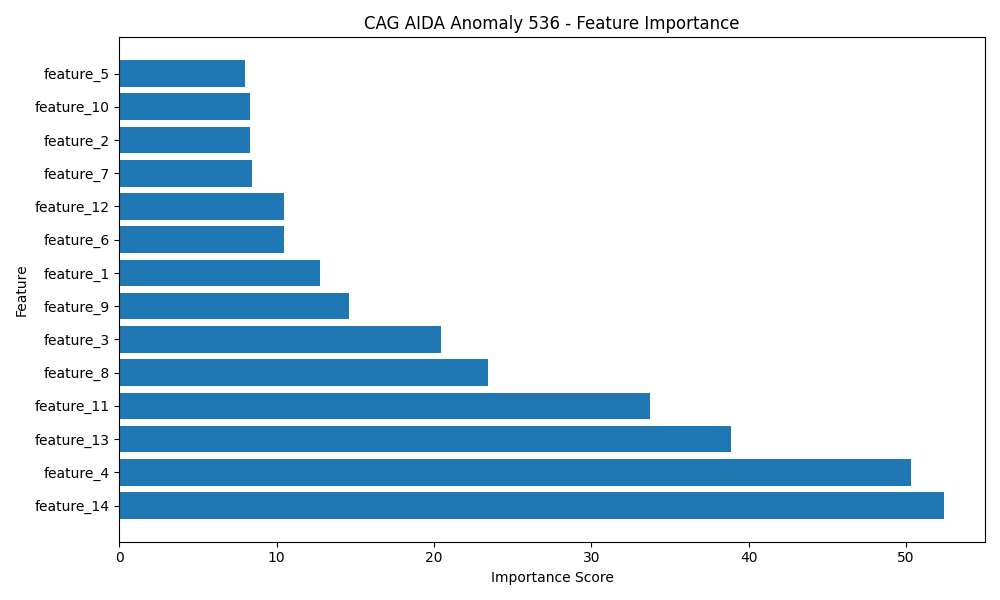 CAG AIDA Anomaly 536 - Feature Importance
Feature
feature_5
feature_10
feature_2
feature_7
feature_12
feature_6
feature_1
feature_9
feature_3
feature_8
feature_11
feature_13
feature_4
feature_14
0 10 20 30 40 50
Importance Score